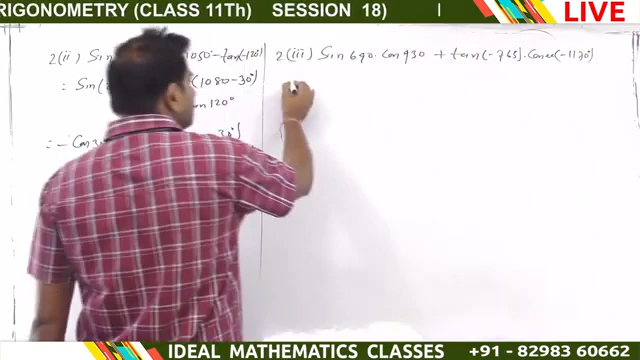 RIGONOMETRY (CLASS 11Th) SESSION 18) | LIVE
2(ii) Sin 1050°-tan(-120°)
= Sin( (1080-30°)
120°
= -
2(iii) Sin 690. Cos 930 + tan(-765). Cosec(-1170°)
IDEAL MATHEMATICS CLASSES +91 - 82983 60662